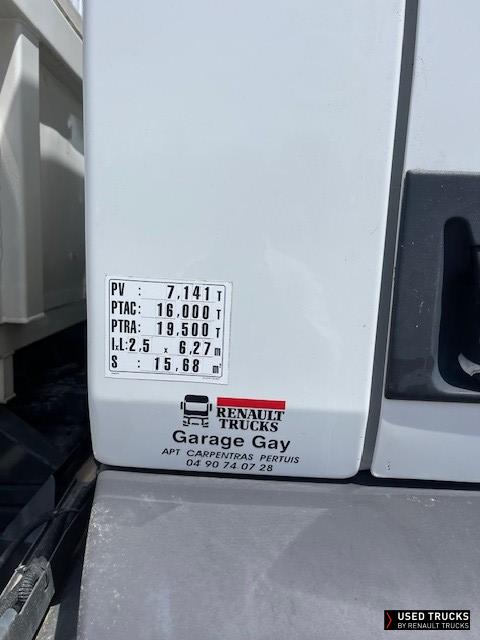 PV : 7,141 T
PTAC: 16,000 T
PTRA: 19,500 T
LxL: 2,5 x 6,27 m
S : 15,68 m²
RENAULT
TRUCKS
Garage Gay
APT CARPENTRAS PERTUIS
04 90 74 07 28
USED TRUCKS
BY RENAULT TRUCKS